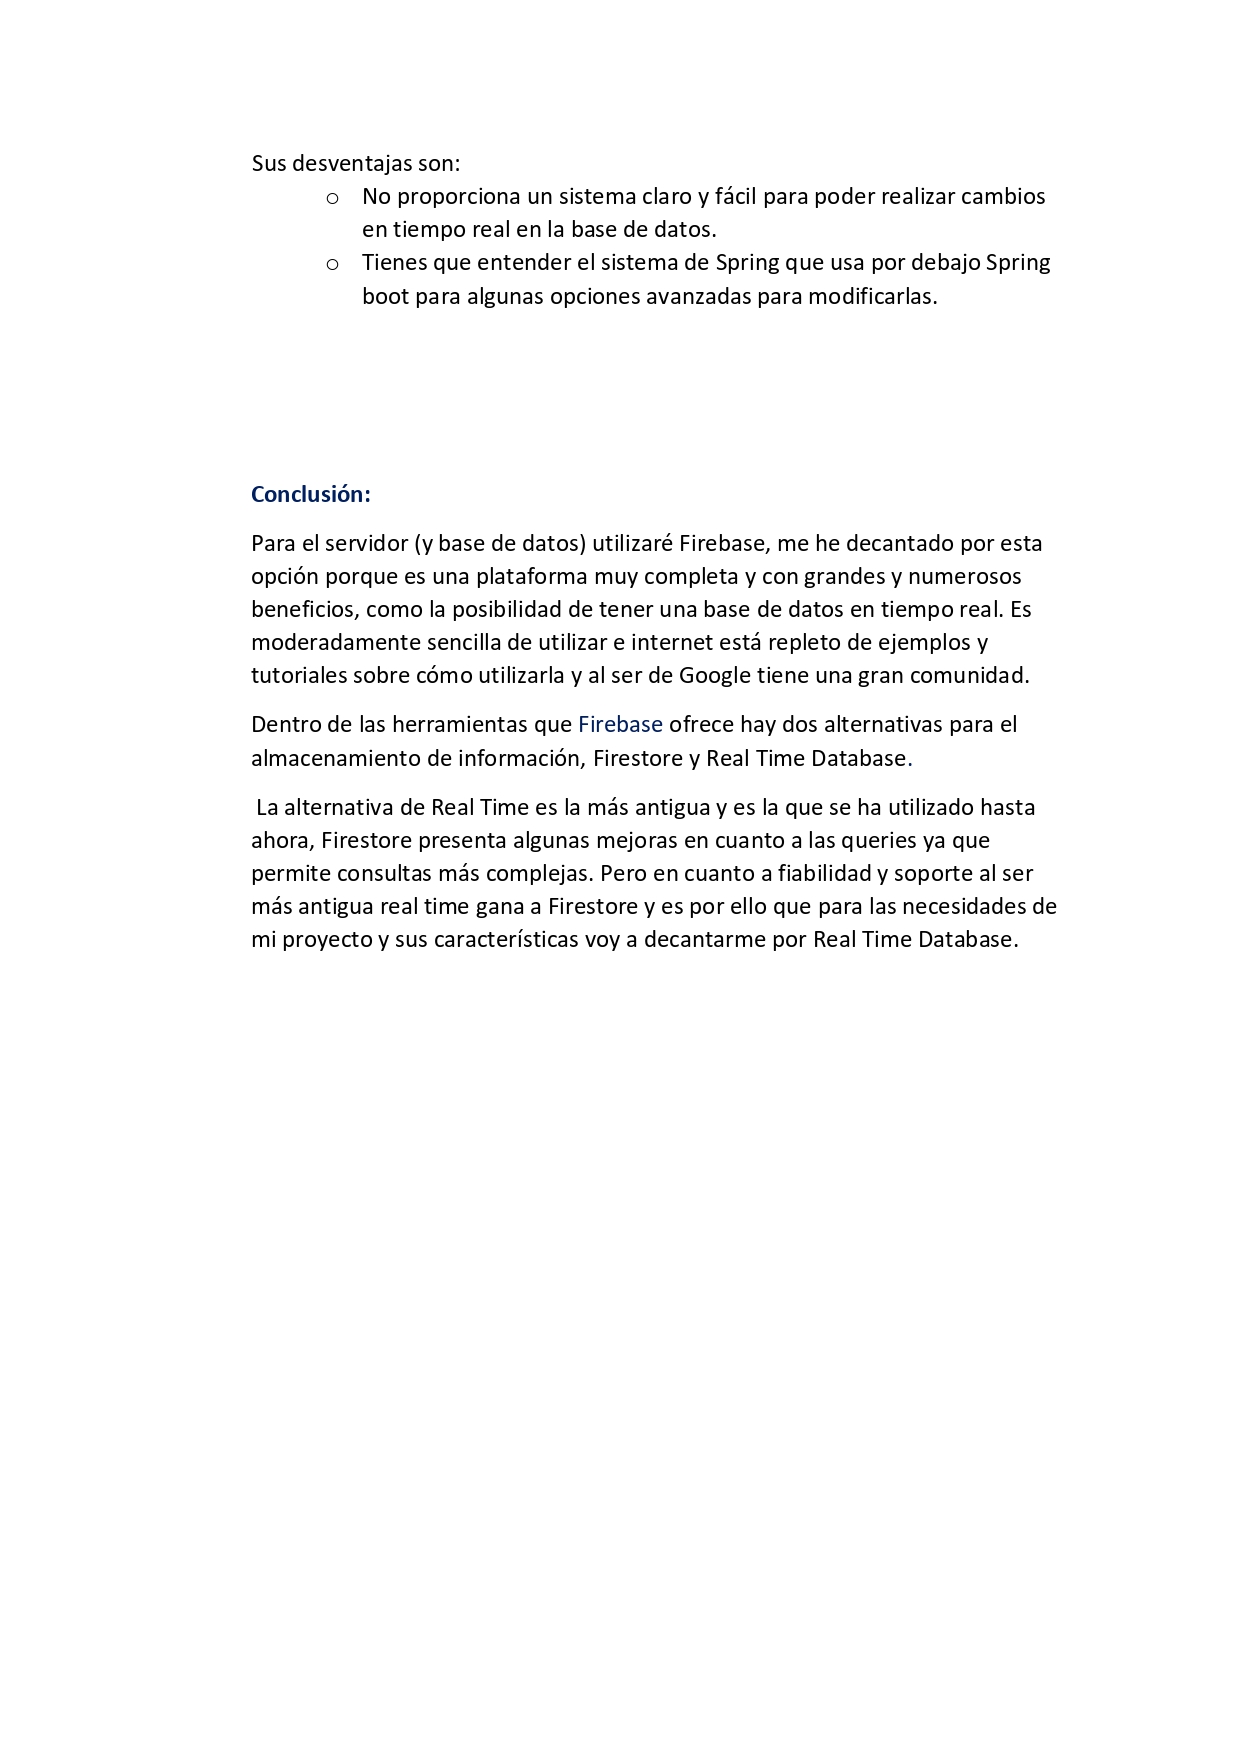 Sus desventajas son:
o No proporciona un sistema claro y fácil para poder realizar cambios
en tiempo real en la base de datos.
o Tienes que entender el sistema de Spring que usa por debajo Spring
boot para algunas opciones avanzadas para modificarlas.
Conclusión:
Para el servidor (y base de datos) utilizaré Firebase, me he decantado por esta
opción porque es una plataforma muy completa y con grandes y numerosos
beneficios, como la posibilidad de tener una base de datos en tiempo real. Es
moderadamente sencilla de utilizar e internet está repleto de ejemplos y
tutoriales sobre cómo utilizarla y al ser de Google tiene una gran comunidad.
Dentro de las herramientas que Firebase ofrece hay dos alternativas para el
almacenamiento de información, Firestore y Real Time Database.
La alternativa de Real Time es la más antigua y es la que se ha utilizado hasta
ahora, Firestore presenta algunas mejoras en cuanto a las queries ya que
permite consultas más complejas. Pero en cuanto a fiabilidad y soporte al ser
más antigua real time gana a Firestore y es por ello que para las necesidades de
mi proyecto y sus características voy a decantarme por Real Time Database.